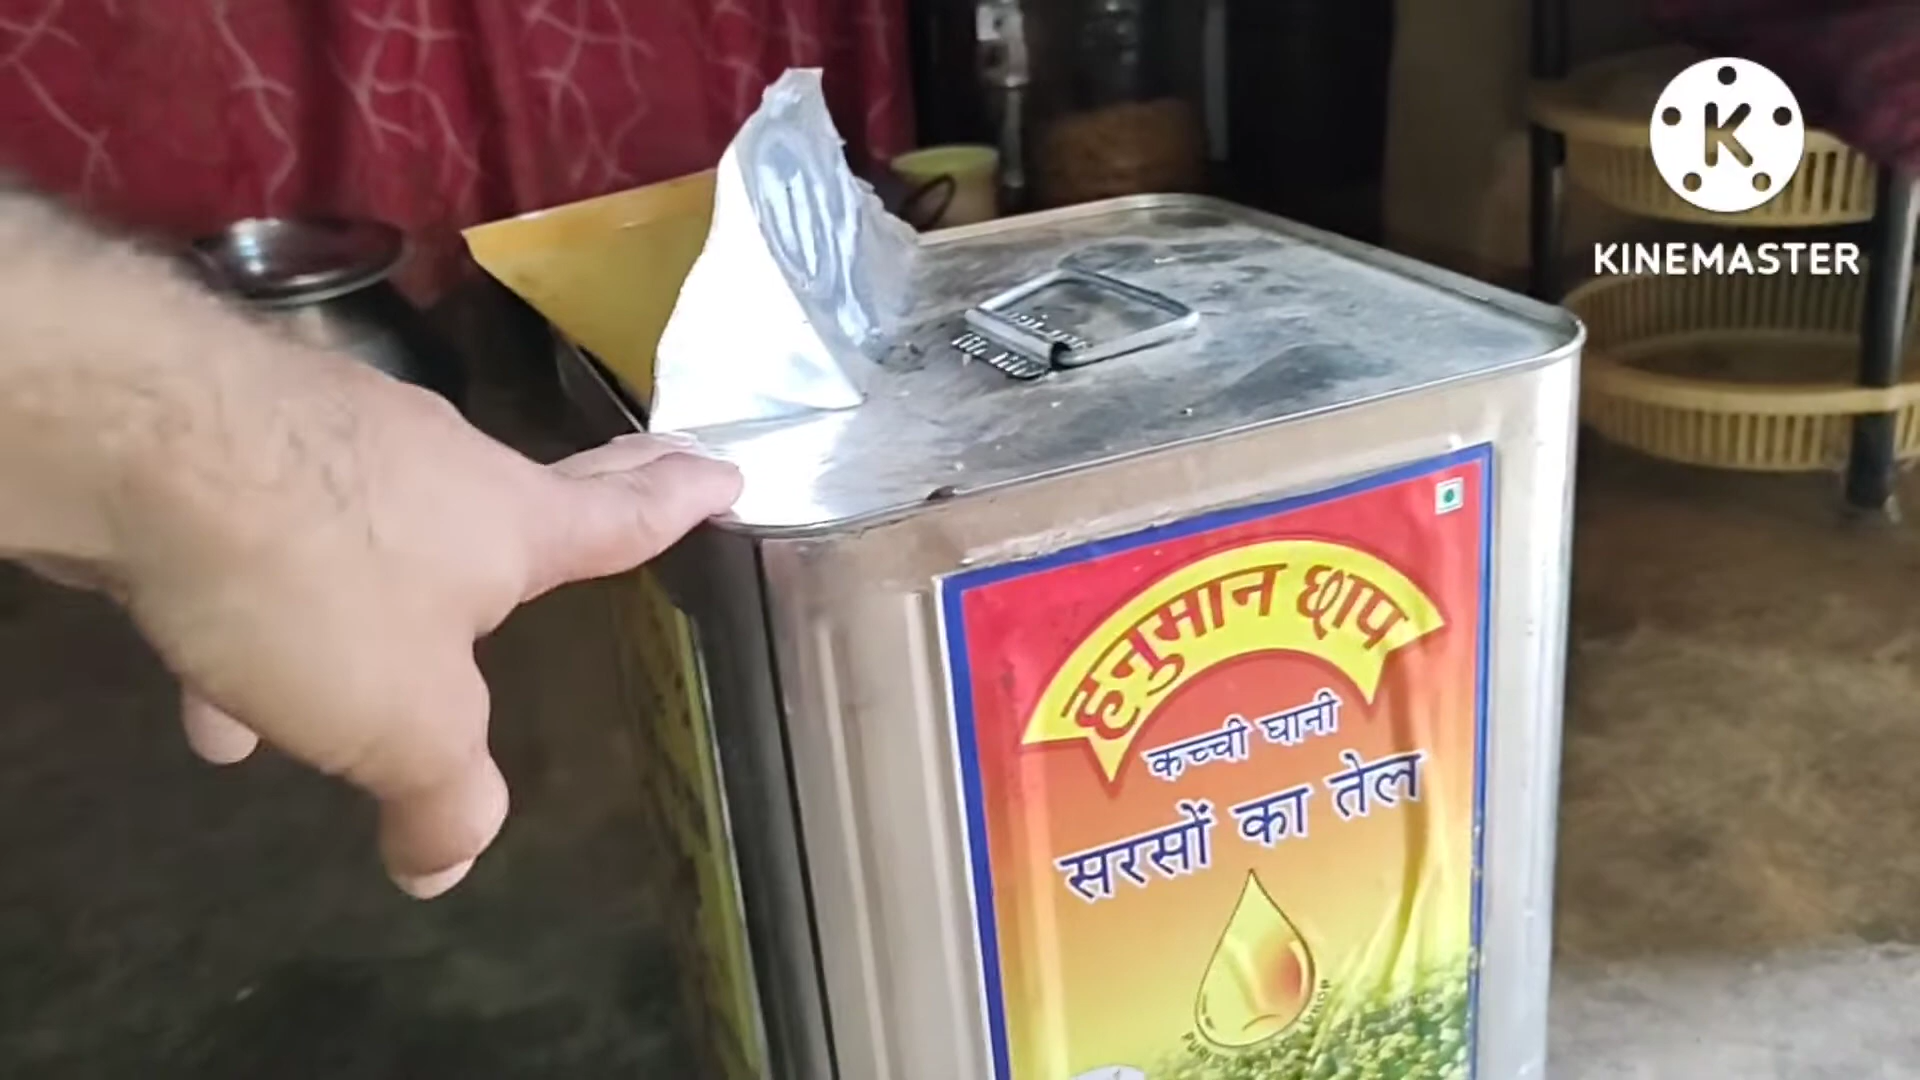 K
KINEMASTER
हनुमान छाप
कच्ची घानी
सरसों का तेल